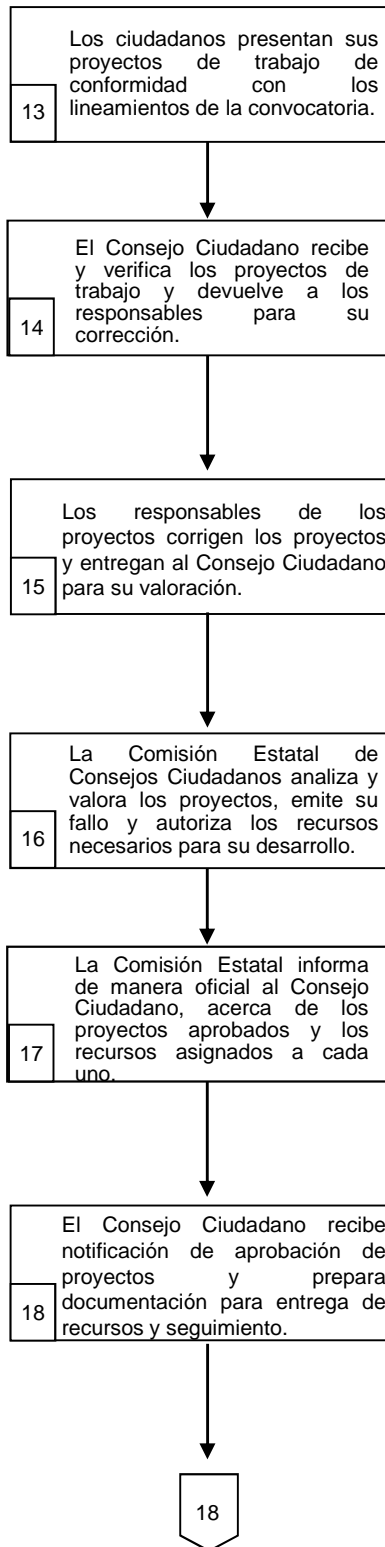 Los ciudadanos presentan sus
proyectos de trabajo de
conformidad con los
lineamientos de la convocatoria.
13
El Consejo Ciudadano recibe
y verifica los proyectos de
trabajo y devuelve a los
responsables para su
corrección.
14
Los responsables de los
proyectos corrigen los proyectos
y entregan al Consejo Ciudadano
para su valoración.
15
La Comisión Estatal de
Consejos Ciudadanos analiza y
valora los proyectos, emite su
fallo y autoriza los recursos
necesarios para su desarrollo.
16
La Comisión Estatal informa
de manera oficial al Consejo
Ciudadano, acerca de los
proyectos aprobados y los
recursos asignados a cada
uno.
17
El Consejo Ciudadano recibe
notificación de aprobación de
proyectos y prepara
documentación para entrega de
recursos y seguimiento.
18
18